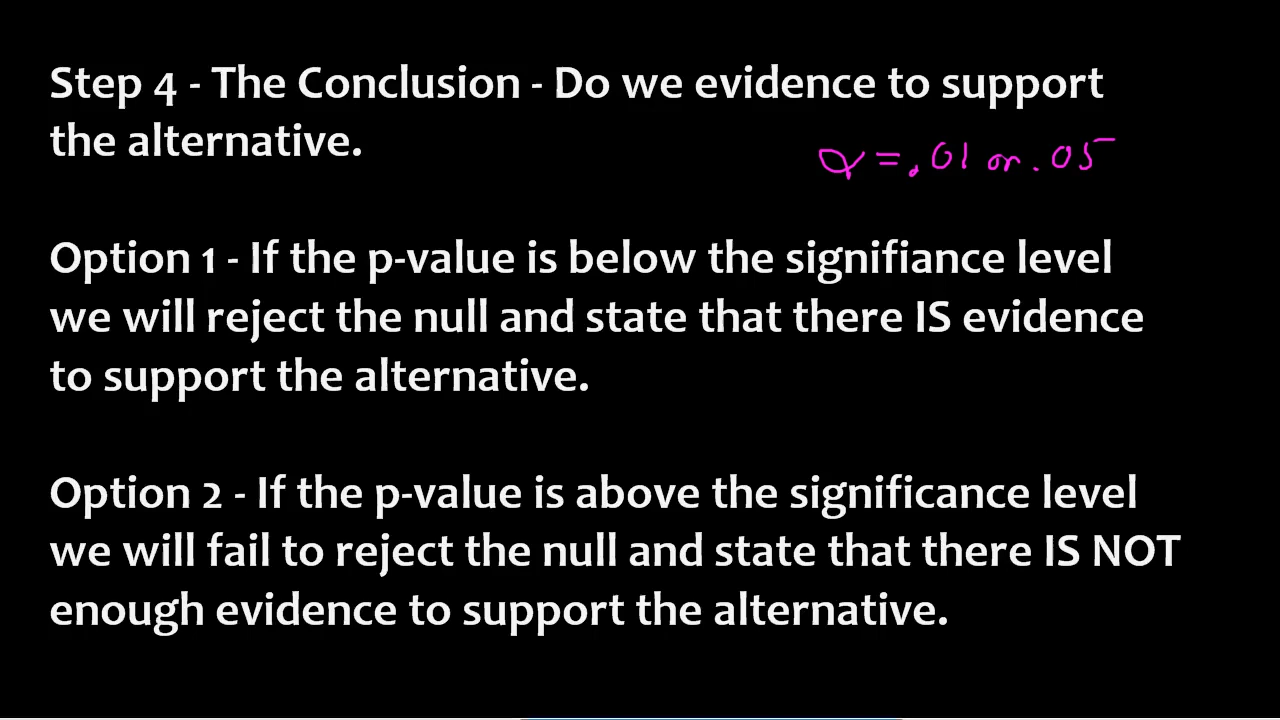 Step 4 - The Conclusion - Do we evidence to support
the alternative.
α = .01 or .05
Option 1 - If the p-value is below the signifiance level
we will reject the null and state that there IS evidence
to support the alternative.
Option 2 - If the p-value is above the significance level
we will fail to reject the null and state that there IS NOT
enough evidence to support the alternative.